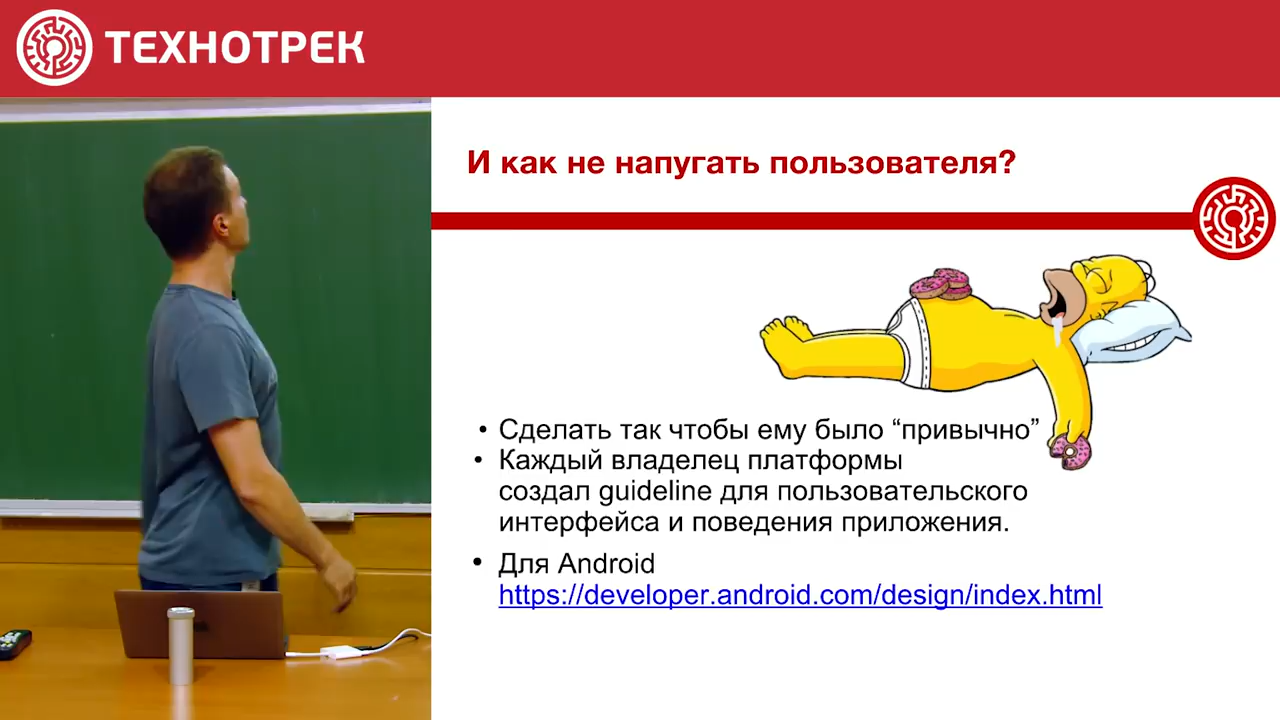 ТЕХНОТРЕК
И как не напугать пользователя?
• Сделать так чтобы ему было “привычно”
• Каждый владелец платформы
создал guideline для пользовательского
интерфейса и поведения приложения.
• Для Android
https://developer.android.com/design/index.html